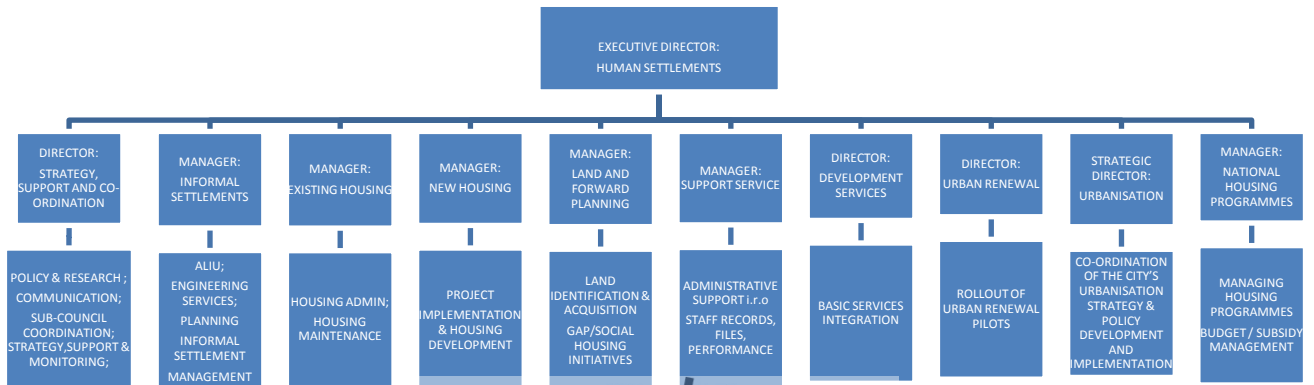 EXECUTIVE DIRECTOR:
HUMAN SETTLEMENTS
DIRECTOR:
STRATEGY,
SUPPORT AND CO-
ORDINATION
MANAGER:
INFORMAL
SETTLEMENTS
MANAGER:
EXISTING HOUSING
MANAGER:
NEW HOUSING
MANAGER:
LAND AND
FORWARD
PLANNING
MANAGER:
SUPPORT SERVICE
DIRECTOR:
DEVELOPMENT
SERVICES
DIRECTOR:
URBAN RENEWAL
STRATEGIC
DIRECTOR:
URBANISATION
MANAGER:
NATIONAL
HOUSING
PROGRAMMES
POLICY & RESEARCH ;
COMMUNICATION;
SUB-COUNCIL
COORDINATION;
STRATEGY,SUPPORT &
MONITORING;
ALIU;
ENGINEERING
SERVICES;
PLANNING
INFORMAL
SETTLEMENT
MANAGEMENT
HOUSING ADMIN;
HOUSING
MAINTENANCE
PROJECT
IMPLEMENTATION
& HOUSING
DEVELOPMENT
LAND
IDENTIFICATION &
ACQUISITION
GAP/SOCIAL
HOUSING
INITIATIVES
ADMINISTRATIVE
SUPPORT i.r.o
STAFF RECORDS,
FILES,
PERFORMANCE
BASIC SERVICES
INTEGRATION
ROLLOUT OF
URBAN RENEWAL
PILOTS
CO-ORDINATION
OF THE CITY'S
URBANISATION
STRATEGY &
POLICY
DEVELOPMENT
AND
IMPLEMENTATION
MANAGING
HOUSING
PROGRAMMES
BUDGET / SUBSIDY
MANAGEMENT